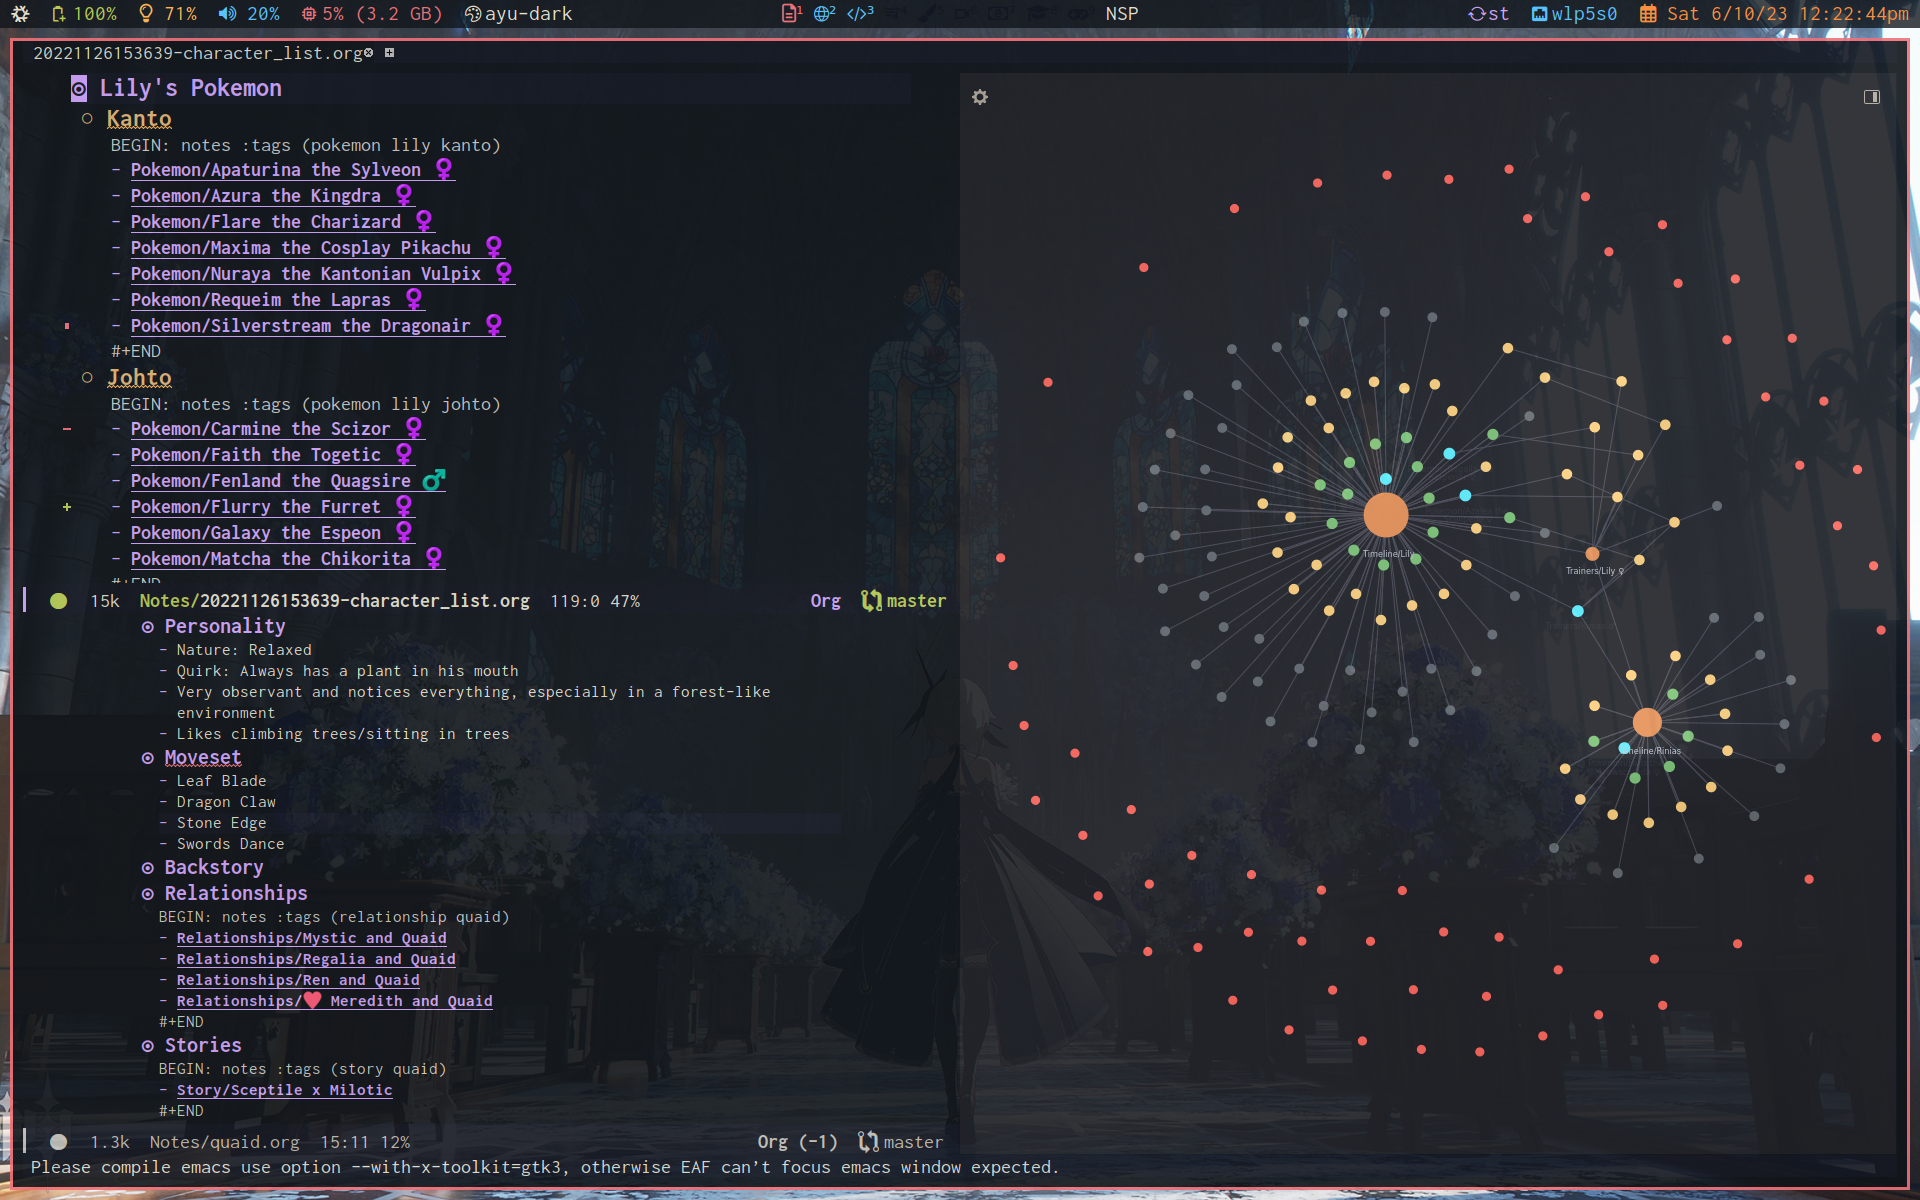 100% 71% 20% 5% (3.2 GB) ayu-dark 1 2 </>3 NSP st wlp5s0 Sat 6/10/23 12:22:44pm
20221126153639-character_list.org
Lily's Pokemon
Kanto
BEGIN: notes :tags (pokemon lily kanto)
- Pokemon/Apaturina the Sylveon ♀
- Pokemon/Azura the Kingdra ♀
- Pokemon/Flare the Charizard ♀
- Pokemon/Maxima the Cosplay Pikachu ♀
- Pokemon/Nuraya the Kantonian Vulpix ♀
- Pokemon/Requeim the Lapras ♀
- Pokemon/Silverstream the Dragonair ♀
#+END
Johto
BEGIN: notes :tags (pokemon lily johto)
- Pokemon/Carmine the Scizor ♀
- Pokemon/Faith the Togetic ♀
- Pokemon/Fenland the Quagsire ♂
- Pokemon/Flurry the Furret ♀
- Pokemon/Galaxy the Espeon ♀
- Pokemon/Matcha the Chikorita ♀
#+END
15k Notes/20221126153639-character_list.org 119:0 47% Org master
Personality
- Nature: Relaxed
- Quirk: Always has a plant in his mouth
- Very observant and notices everything, especially in a forest-like
environment
- Likes climbing trees/sitting in trees
Moveset
- Leaf Blade
- Dragon Claw
- Stone Edge
- Swords Dance
Backstory
Relationships
BEGIN: notes :tags (relationship quaid)
- Relationships/Mystic and Quaid
- Relationships/Regalia and Quaid
- Relationships/Ren and Quaid
- Relationships/♥ Meredith and Quaid
#+END
Stories
BEGIN: notes :tags (story quaid)
- Story/Sceptile x Milotic
#+END
1.3k Notes/quaid.org 15:11 12% Org (-1) master
Please compile emacs use option --with-x-toolkit=gtk3, otherwise EAF can't focus emacs window expected.
Timeline/Lily
Trainers/Lily ♀